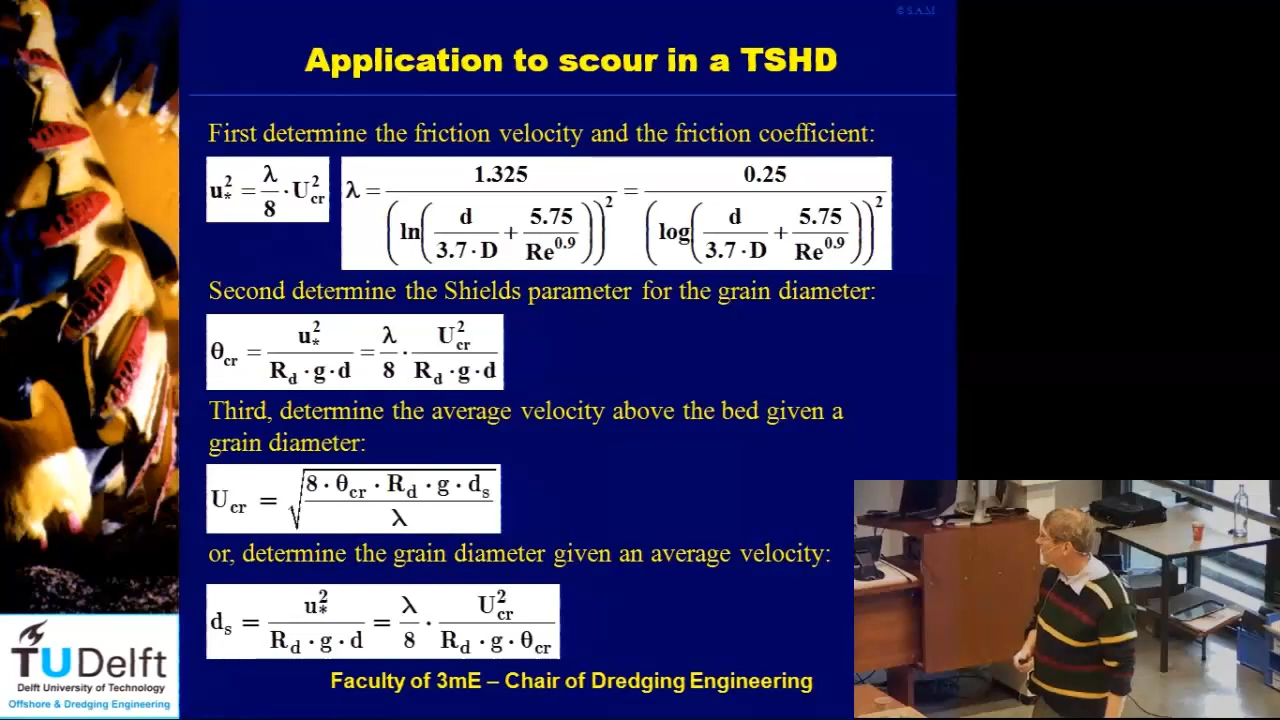 © S.A.M
Application to scour in a TSHD
First determine the friction velocity and the friction coefficient:
u*² = λ/8 · Ucr²   λ = 1.325 / (ln(d/(3.7·D) + 5.75/Re^0.9))² = 0.25 / (log(d/(3.7·D) + 5.75/Re^0.9))²
Second determine the Shields parameter for the grain diameter:
θcr = u*² / (Rd·g·d) = λ/8 · Ucr² / (Rd·g·d)
Third, determine the average velocity above the bed given a
grain diameter:
Ucr = √(8·θcr·Rd·g·ds / λ)
or, determine the grain diameter given an average velocity:
ds = u*² / (Rd·g·d) = λ/8 · Ucr² / (Rd·g·θcr)
TU Delft
Delft University of Technology
Offshore & Dredging Engineering
Faculty of 3mE – Chair of Dredging Engineering